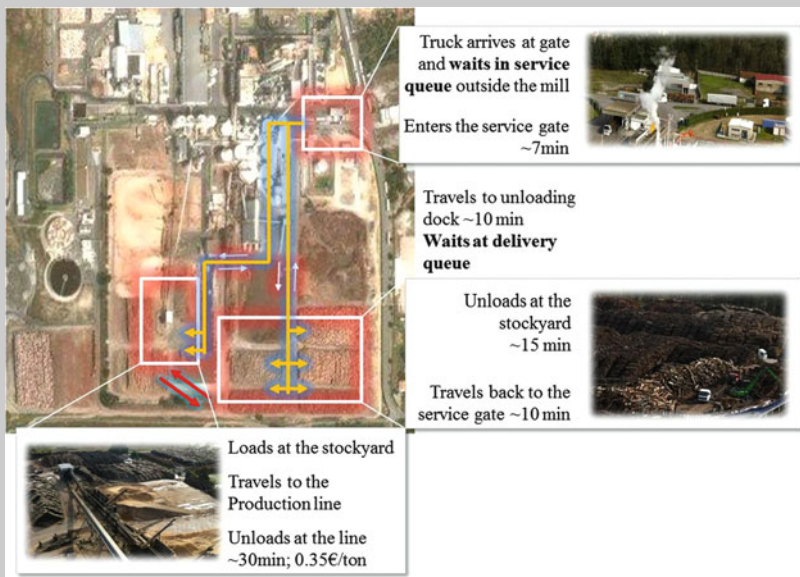 Truck arrives at gate
and waits in service
queue outside the mill
Enters the service gate
~7min
Travels to unloading
dock ~10 min
Waits at delivery
queue
Unloads at the
stockyard
~15 min
Travels back to the
service gate ~10 min
Loads at the stockyard
Travels to the
Production line
Unloads at the line
~30min; 0.35€/ton